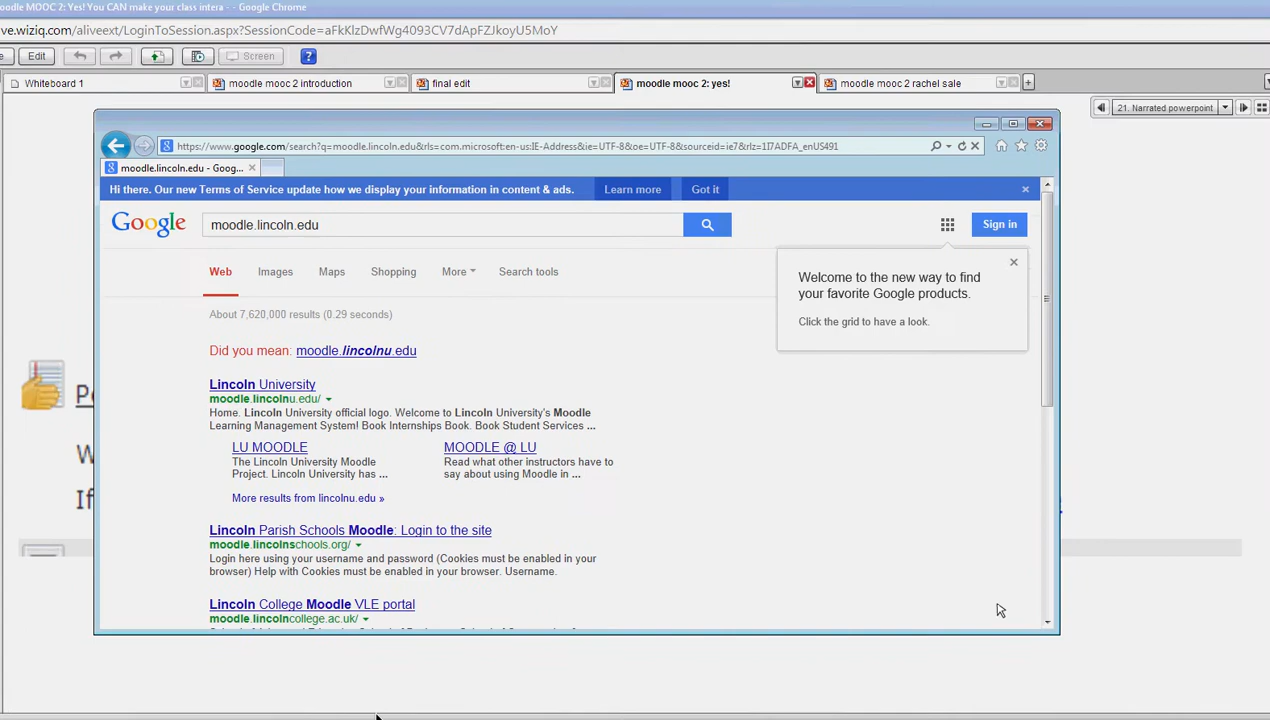 oodle MOOC 2: Yes! You CAN make your class intera - - Google Chrome
ve.wiziq.com/aliveext/LoginToSession.aspx?SessionCode=aFkKlzDwfWg4093CV7dApFZJkoyU5MoY
e Edit Screen ?
Whiteboard 1 moodle mooc 2 introduction final edit moodle mooc 2: yes! moodle mooc 2 rachel sale
21. Narrated powerpoint
https://www.google.com/search?q=moodle.lincoln.edu&rls=com.microsoft:en-us:IE-Address&ie=UTF-8&oe=UTF-8&sourceid=ie7&rlz=1I7ADFA_enUS491
moodle.lincoln.edu - Goog...
Hi there. Our new Terms of Service update how we display your information in content & ads. Learn more Got it
Google moodle.lincoln.edu Sign in
Web Images Maps Shopping More Search tools
Welcome to the new way to find
your favorite Google products.
Click the grid to have a look.
About 7,620,000 results (0.29 seconds)
Did you mean: moodle.lincolnu.edu
Lincoln University
moodle.lincolnu.edu/
Home. Lincoln University official logo. Welcome to Lincoln University's Moodle
Learning Management System! Book Internships Book. Book Student Services ...
LU MOODLE
The Lincoln University Moodle
Project. Lincoln University has ...
MOODLE @ LU
Read what other instructors have to
say about using Moodle in ...
More results from lincolnu.edu »
Lincoln Parish Schools Moodle: Login to the site
moodle.lincolnschools.org/
Login here using your username and password (Cookies must be enabled in your
browser) Help with Cookies must be enabled in your browser. Username.
Lincoln College Moodle VLE portal
moodle.lincolncollege.ac.uk/
P
W
If